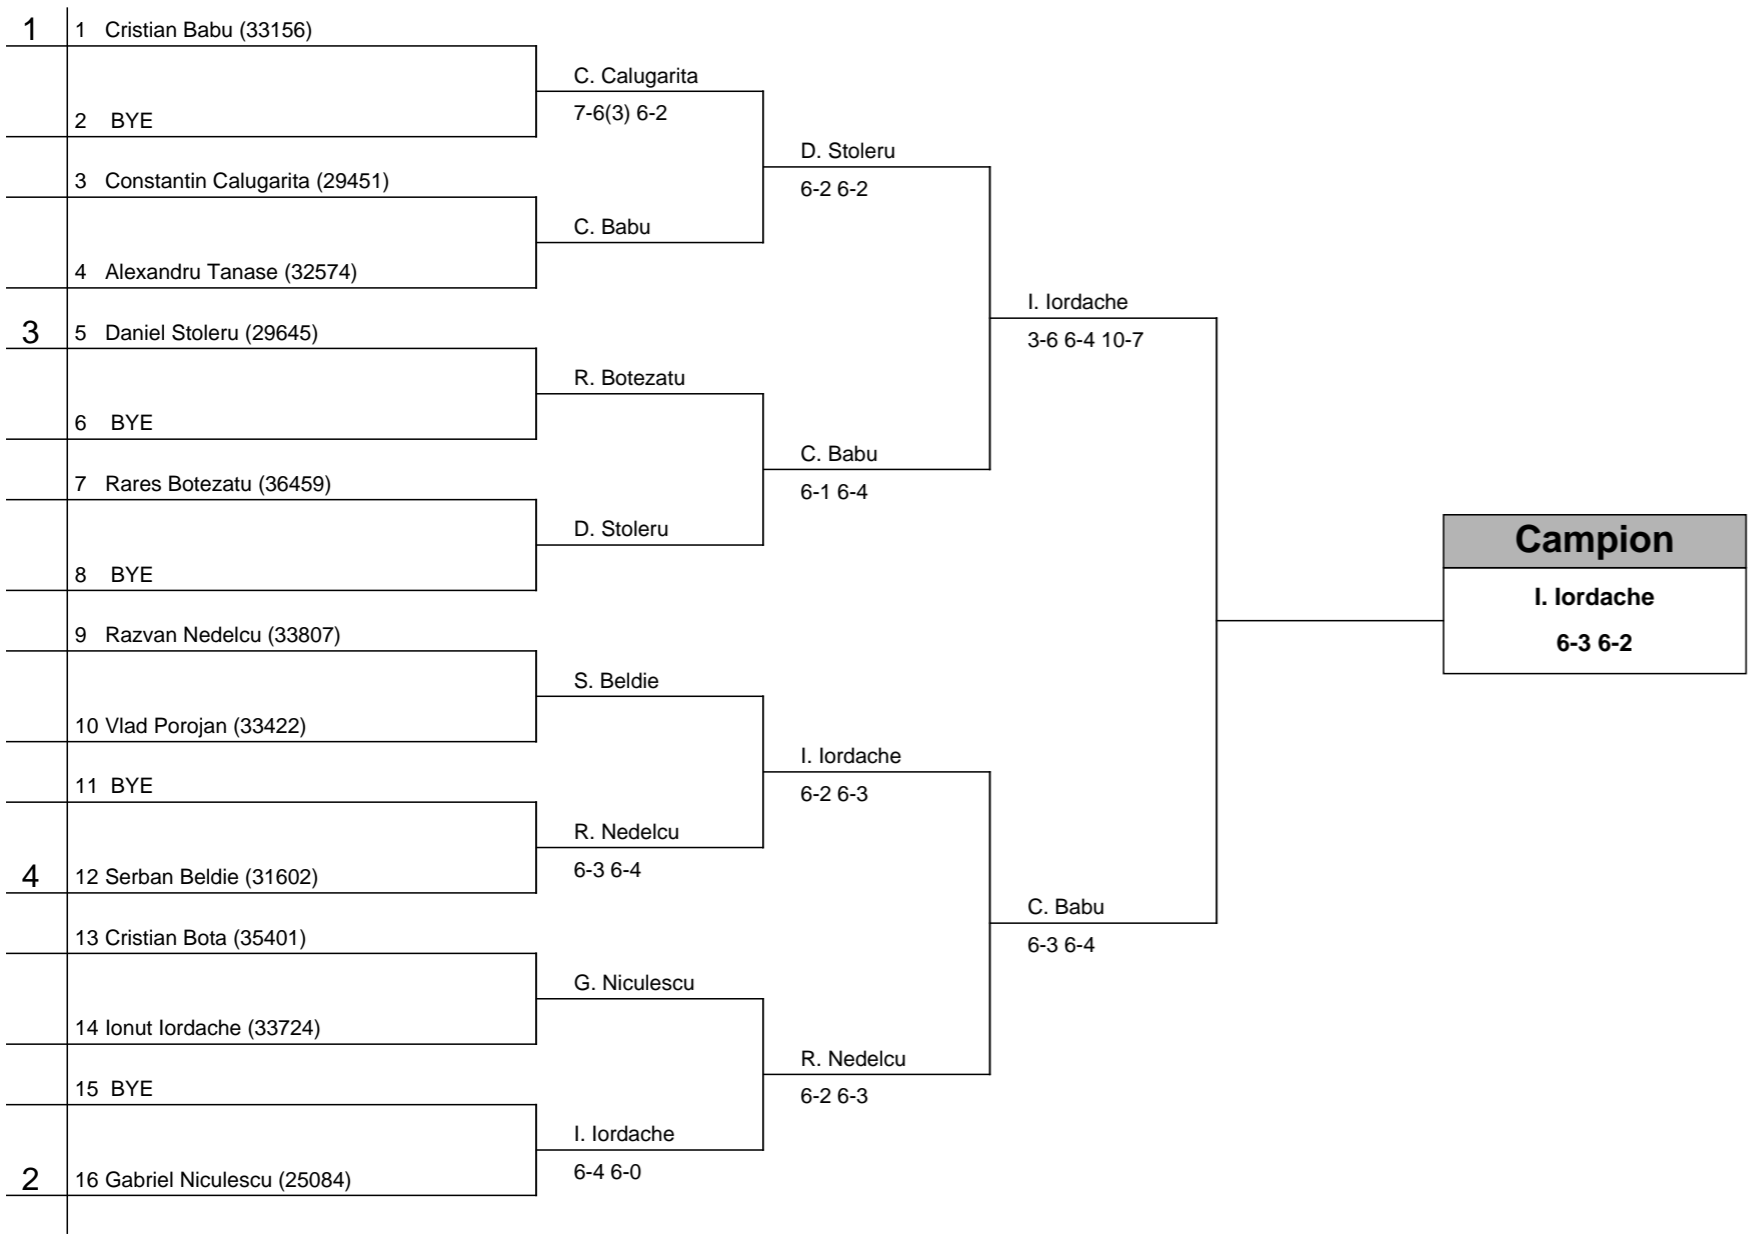 1 1 Cristian Babu (33156)
C. Calugarita
7-6(3) 6-2
2 BYE
D. Stoleru
6-2 6-2
3 Constantin Calugarita (29451)
C. Babu
4 Alexandru Tanase (32574)
I. Iordache
3-6 6-4 10-7
3 5 Daniel Stoleru (29645)
R. Botezatu
6 BYE
C. Babu
6-1 6-4
7 Rares Botezatu (36459)
D. Stoleru
8 BYE
Campion
I. Iordache
6-3 6-2
9 Razvan Nedelcu (33807)
S. Beldie
10 Vlad Porojan (33422)
I. Iordache
6-2 6-3
11 BYE
R. Nedelcu
6-3 6-4
4 12 Serban Beldie (31602)
C. Babu
6-3 6-4
13 Cristian Bota (35401)
G. Niculescu
14 Ionut Iordache (33724)
R. Nedelcu
6-2 6-3
15 BYE
I. Iordache
6-4 6-0
2 16 Gabriel Niculescu (25084)